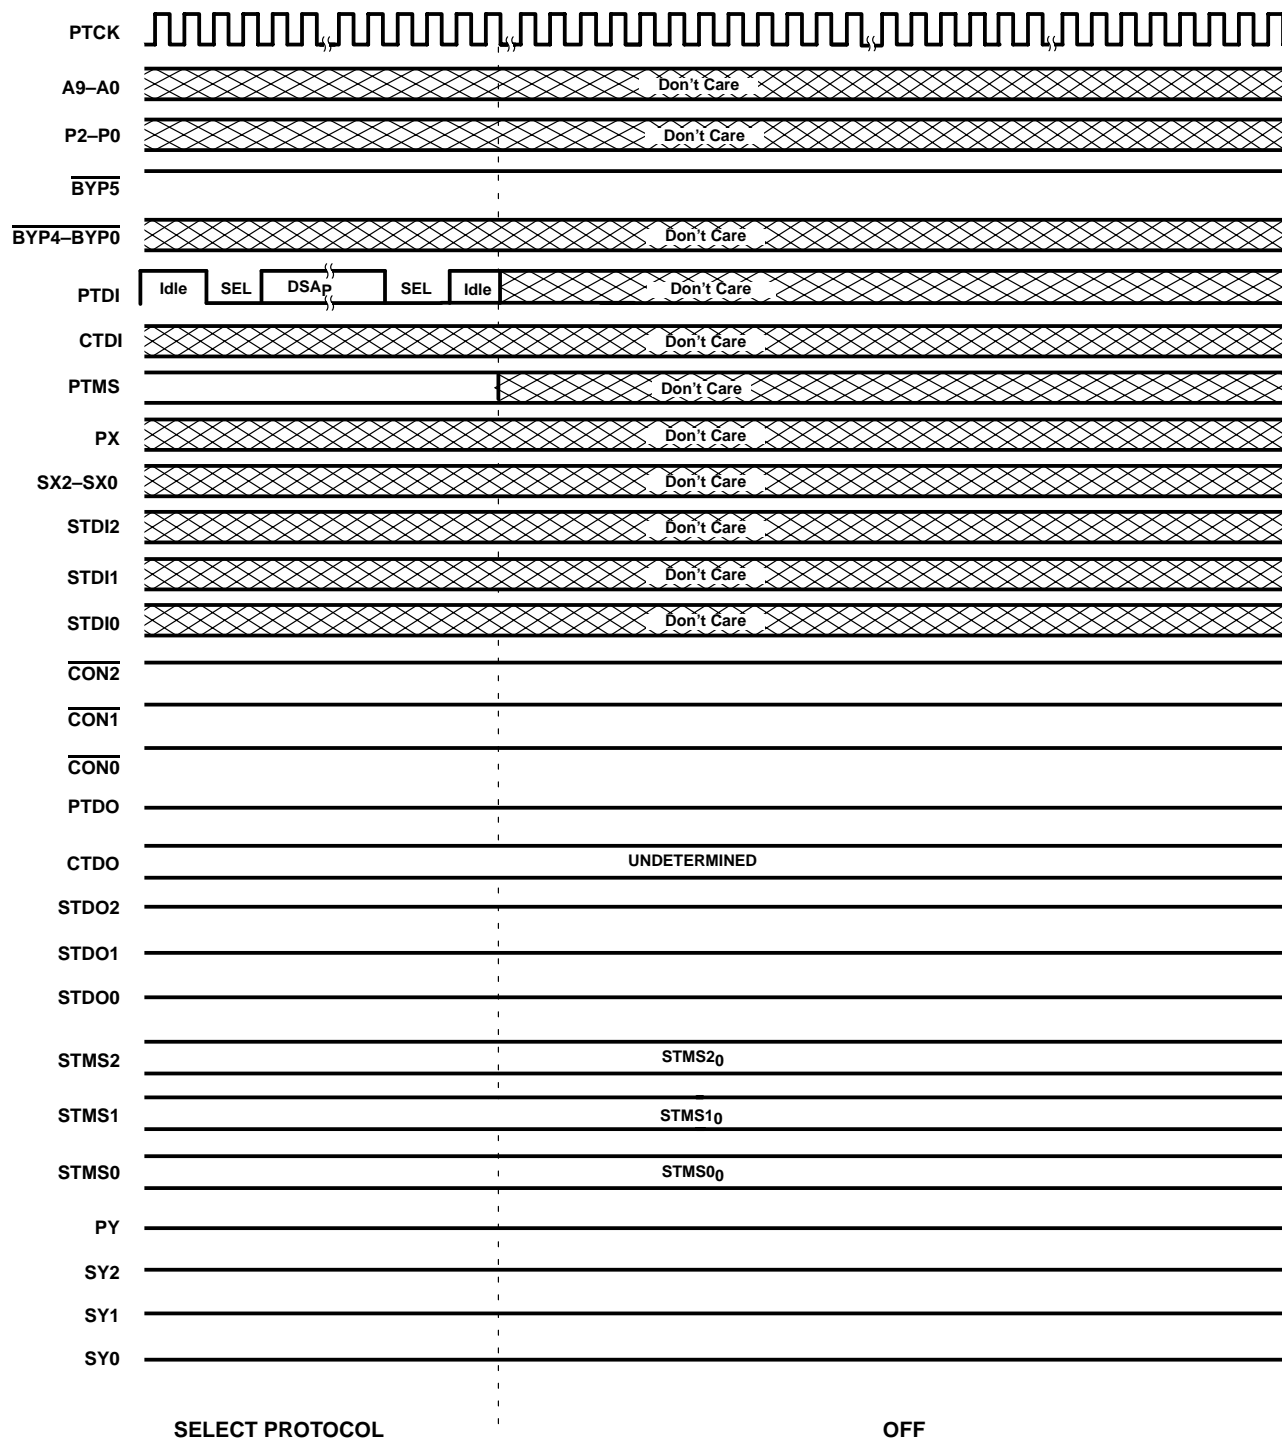 PTCK
A9–A0 Don't Care
P2–P0 Don't Care
BYP5
BYP4–BYP0 Don't Care
PTDI Idle SEL DSAP SEL Idle Don't Care
CTDI Don't Care
PTMS Don't Care
PX Don't Care
SX2–SX0 Don't Care
STDI2 Don't Care
STDI1 Don't Care
STDI0 Don't Care
CON2
CON1
CON0
PTDO
CTDO UNDETERMINED
STDO2
STDO1
STDO0
STMS2 STMS20
STMS1 STMS10
STMS0 STMS00
PY
SY2
SY1
SY0
SELECT PROTOCOL OFF